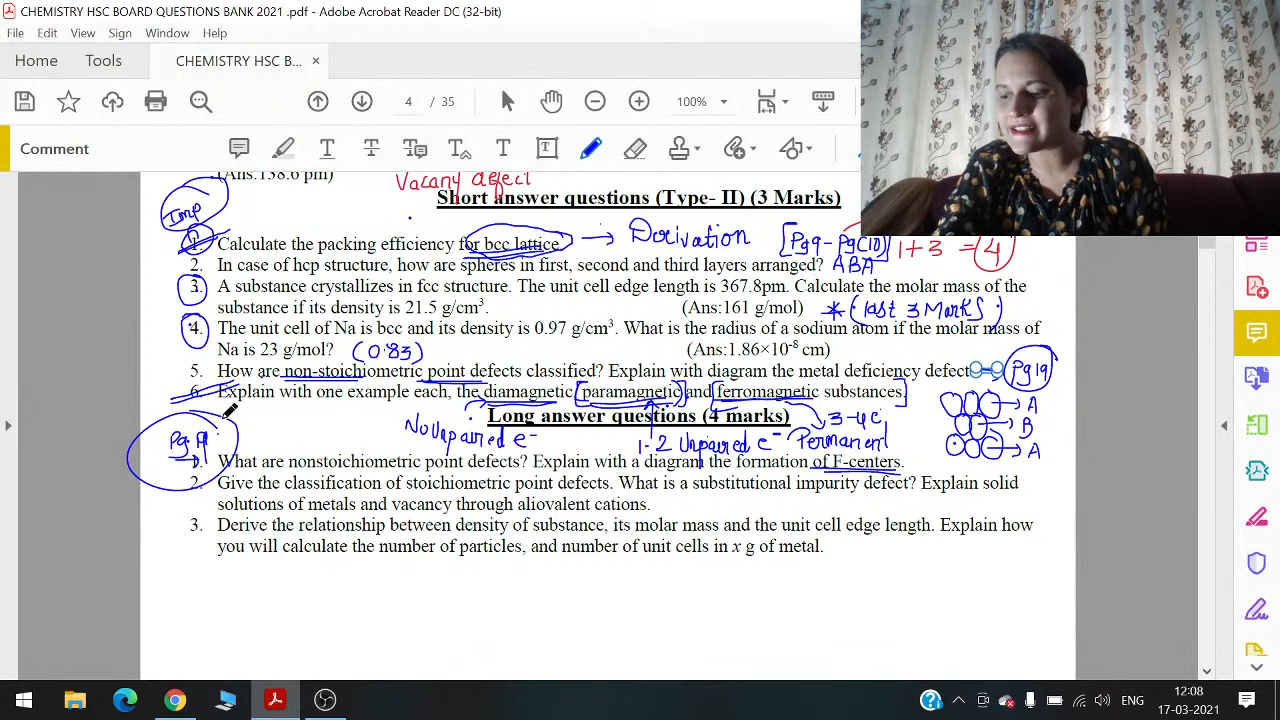 CHEMISTRY HSC BOARD QUESTIONS BANK 2021 .pdf - Adobe Acrobat Reader DC (32-bit)
File Edit View Sign Window Help
Home Tools CHEMISTRY HSC B... ×
4 / 35 100%
Comment
(Ans:138.6 pm) Vacany defect
Short answer questions (Type- II) (3 Marks)
Imp
1. Calculate the packing efficiency for bcc lattice. → Derivation [Pg 9 - Pg(10)] 1+3 = 4
2. In case of hcp structure, how are spheres in first, second and third layers arranged? ABA
3. A substance crystallizes in fcc structure. The unit cell edge length is 367.8pm. Calculate the molar mass of the
substance if its density is 21.5 g/cm3. (Ans:161 g/mol) * (last 3 Marks)
4. The unit cell of Na is bcc and its density is 0.97 g/cm3. What is the radius of a sodium atom if the molar mass of
Na is 23 g/mol? (0.83) (Ans:1.86×10-8 cm)
5. How are non-stoichiometric point defects classified? Explain with diagram the metal deficiency defect Pg 19
6. Explain with one example each, the diamagnetic, [paramagnetic] and [ferromagnetic substances.]
→ A
Long answer questions (4 marks) 3-4 e → B
No unpaired e- 1-2 Unpaired e- Permanent → A
1. What are nonstoichiometric point defects? Explain with a diagram the formation of F-centers.
2. Give the classification of stoichiometric point defects. What is a substitutional impurity defect? Explain solid
solutions of metals and vacancy through aliovalent cations.
3. Derive the relationship between density of substance, its molar mass and the unit cell edge length. Explain how
you will calculate the number of particles, and number of unit cells in x g of metal.
ENG
12:08
17-03-2021